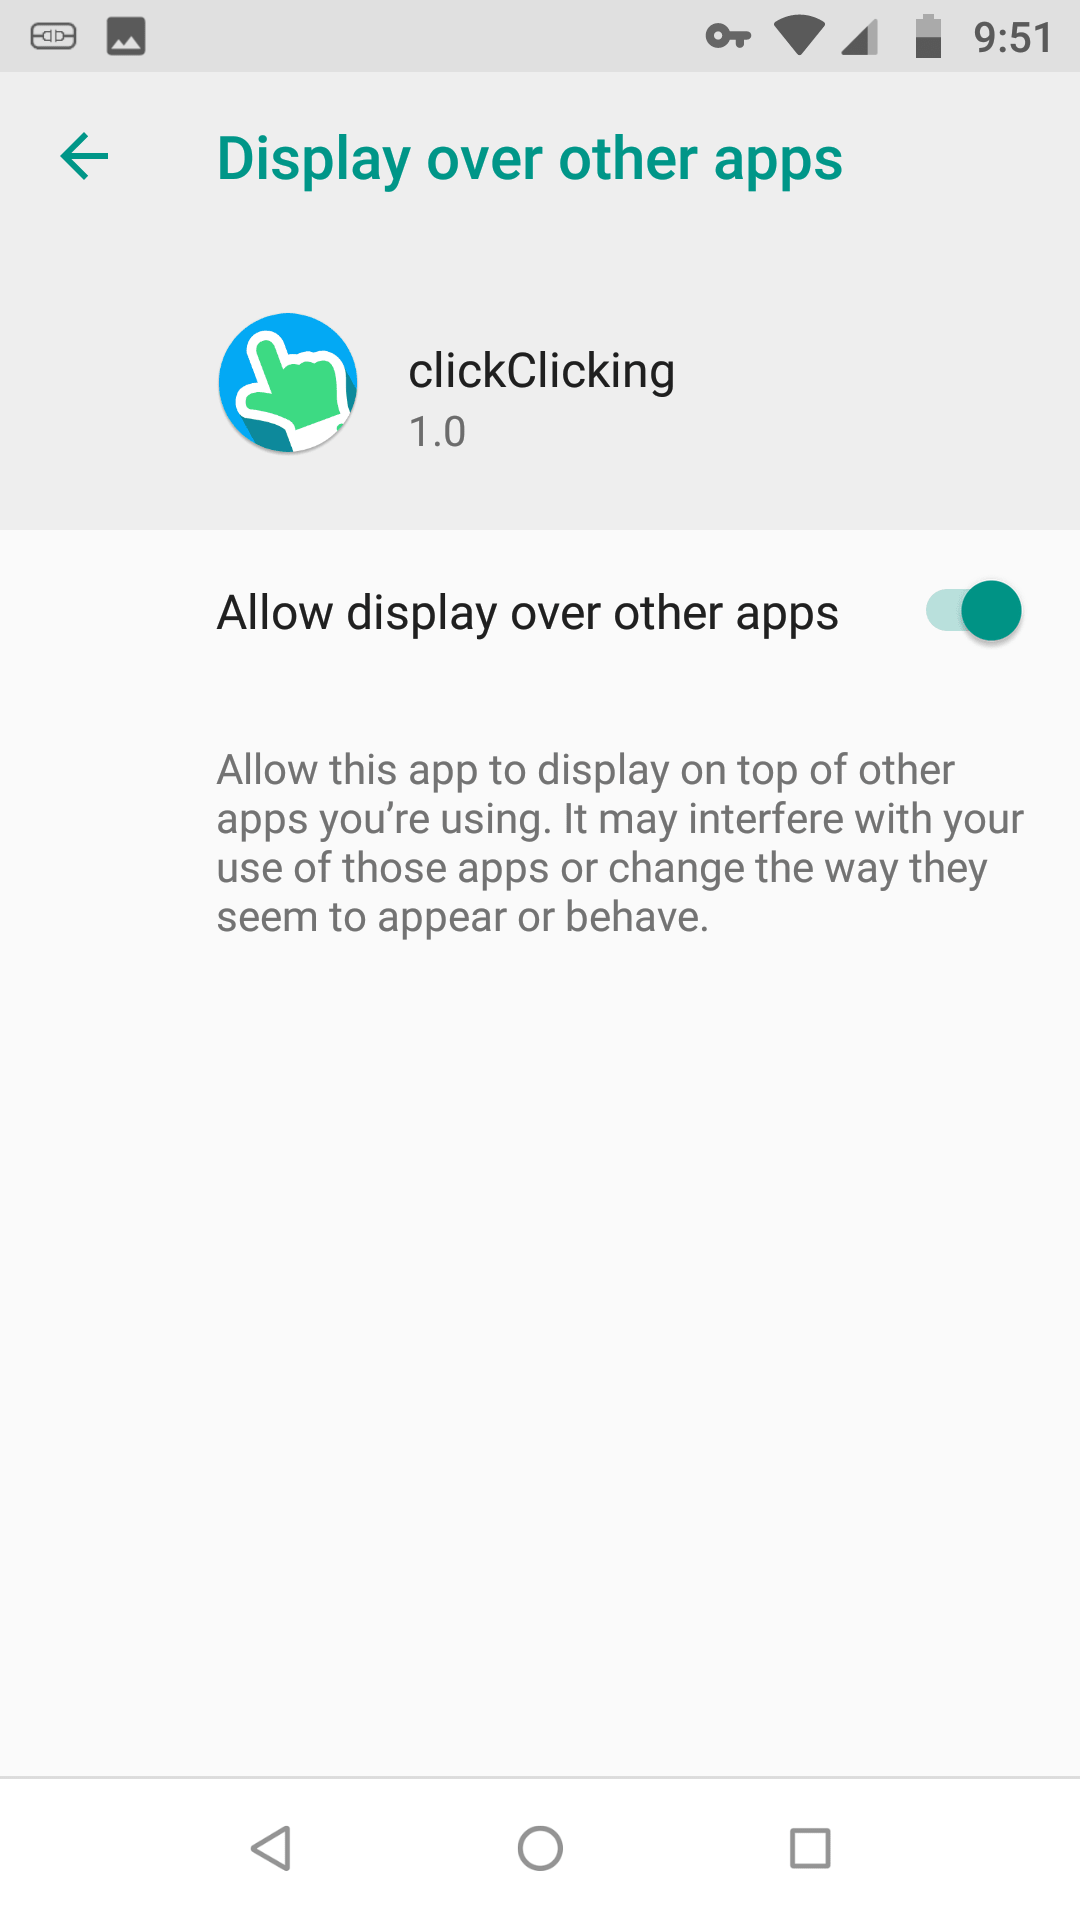 9:51
Display over other apps
clickClicking
1.0
Allow display over other apps
Allow this app to display on top of other
apps you’re using. It may interfere with your
use of those apps or change the way they
seem to appear or behave.